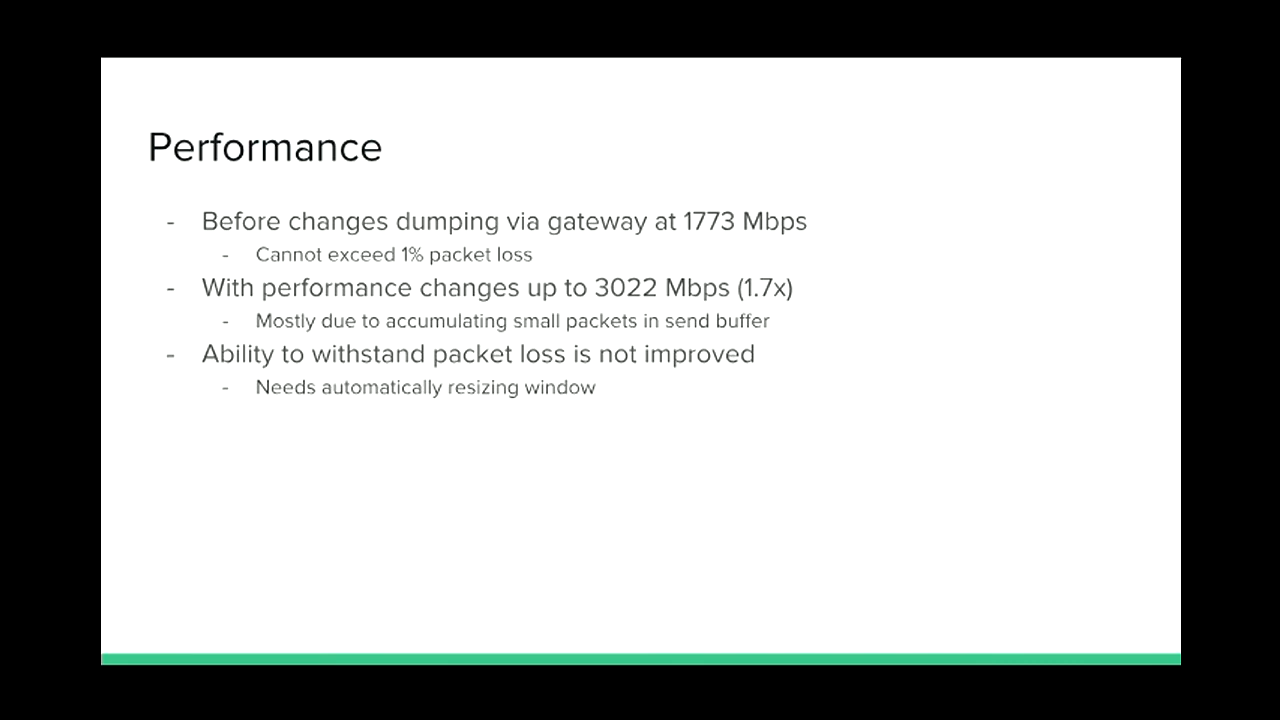 Performance
- Before changes dumping via gateway at 1773 Mbps
- Cannot exceed 1% packet loss
- With performance changes up to 3022 Mbps (1.7x)
- Mostly due to accumulating small packets in send buffer
- Ability to withstand packet loss is not improved
- Needs automatically resizing window